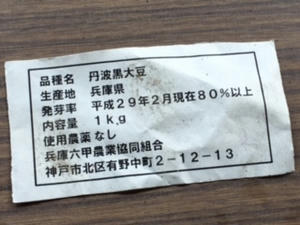 品種名 丹波黒大豆
生産地 兵庫県
発芽率 平成29年2月現在80%以上
内容量 1kg
使用農薬なし
兵庫六甲農業協同組合
神戸市北区有野中町2-12-13